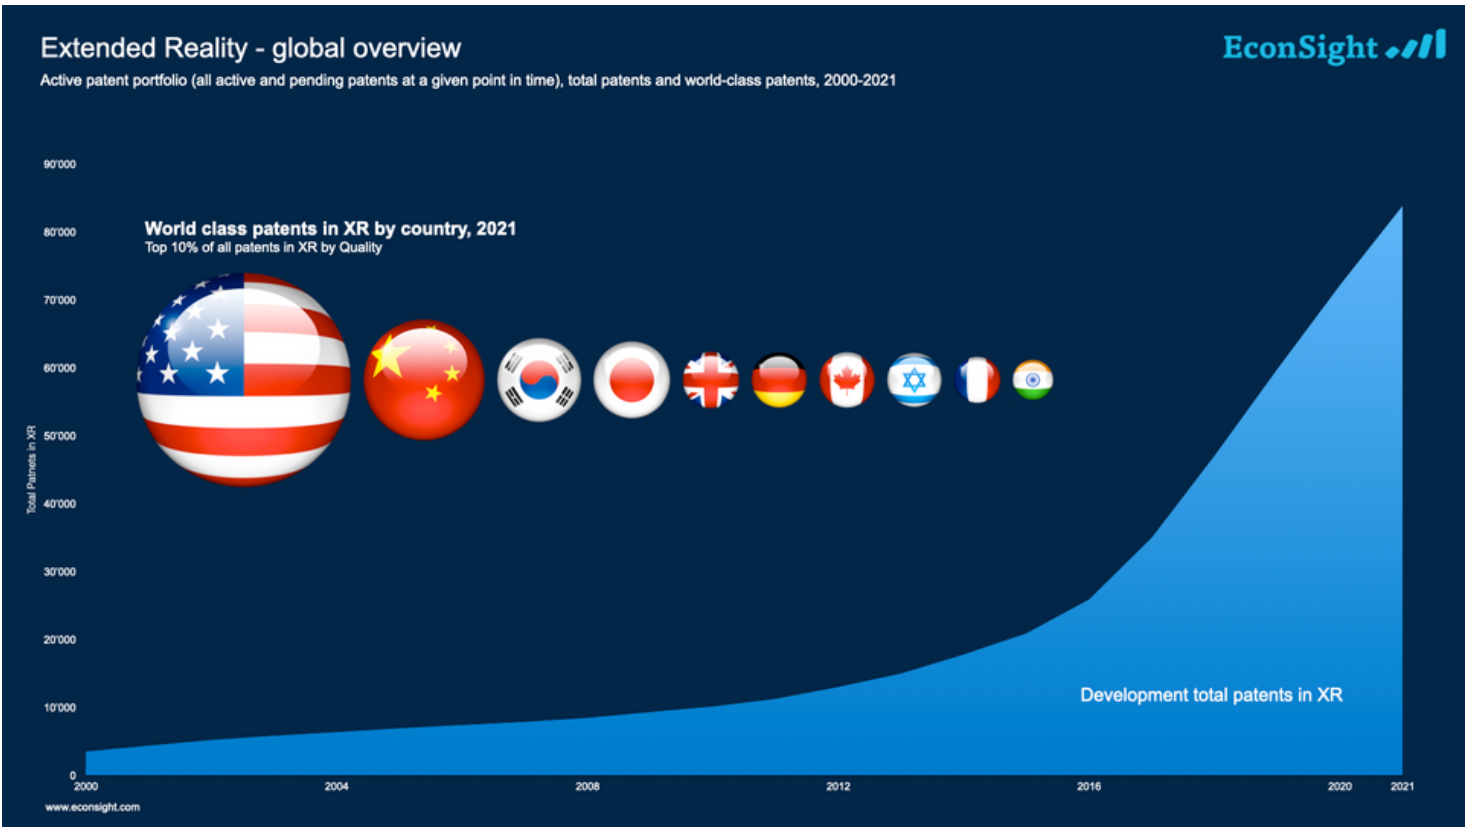 Extended Reality - global overview
EconSight
Active patent portfolio (all active and pending patents at a given point in time), total patents and world-class patents, 2000-2021
90'000
80'000
World class patents in XR by country, 2021
Top 10% of all patents in XR by Quality
70'000
60'000
50'000
Total Patnets in XR
40'000
30'000
20'000
10'000
Development total patents in XR
0
2000 2004 2008 2012 2016 2020 2021
www.econsight.com